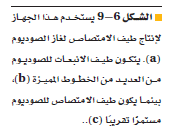 ■ الشكل 6-9 يستخدم هذا الجهاز
لإنتاج طيف الامتصاص لغاز الصوديوم
(a). يتكون طيف الانبعاث للصوديوم
من العديد من الخطوط المميزة (b)،
بينما يكون طيف الامتصاص للصوديوم
مستمرًا تقريبًا (c)..